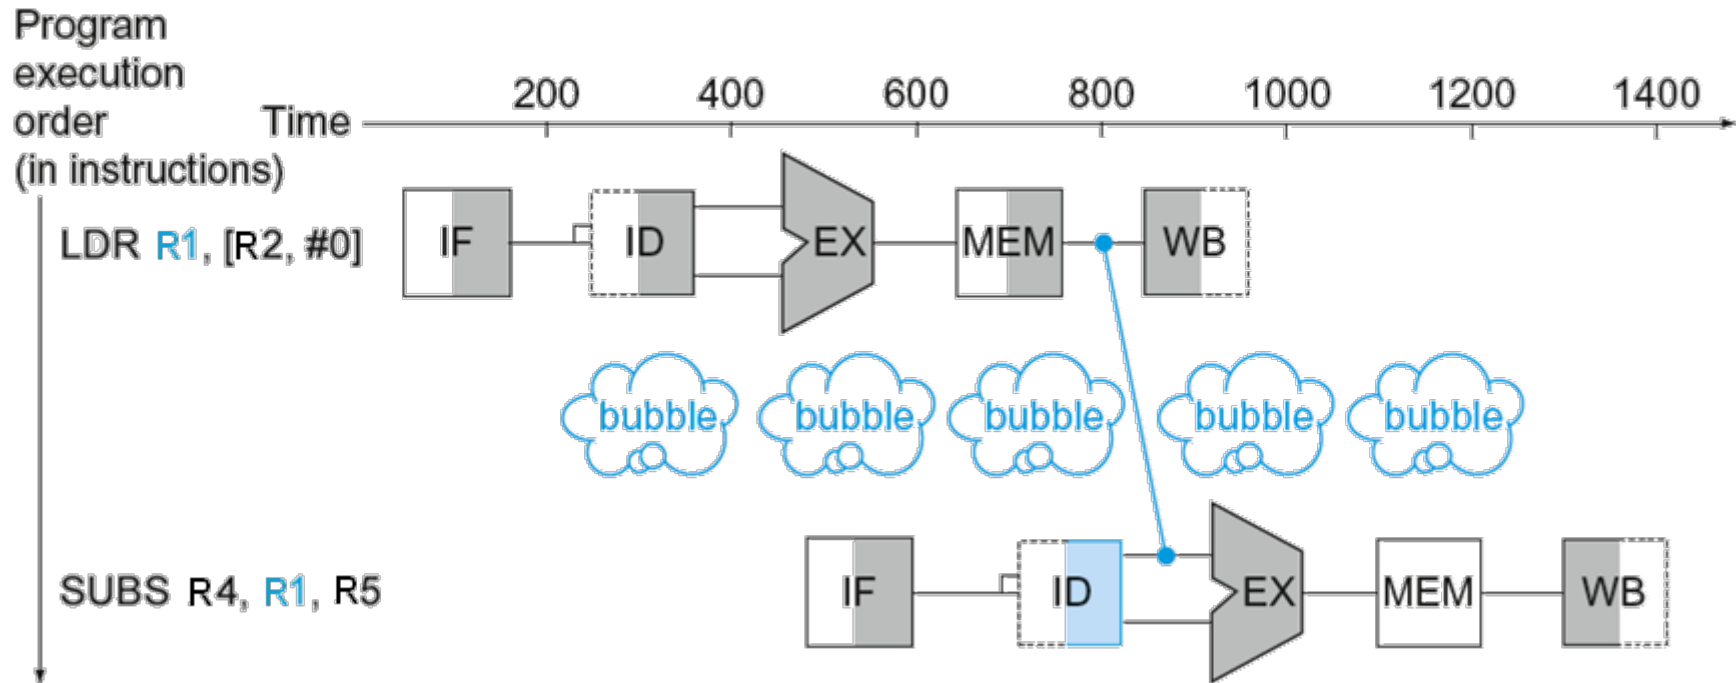 Program
execution
order
(in instructions)
Time
200 400 600 800 1000 1200 1400
LDR R1, [R2, #0]
IF ID EX MEM WB
bubble bubble bubble bubble bubble
SUBS R4, R1, R5
IF ID EX MEM WB